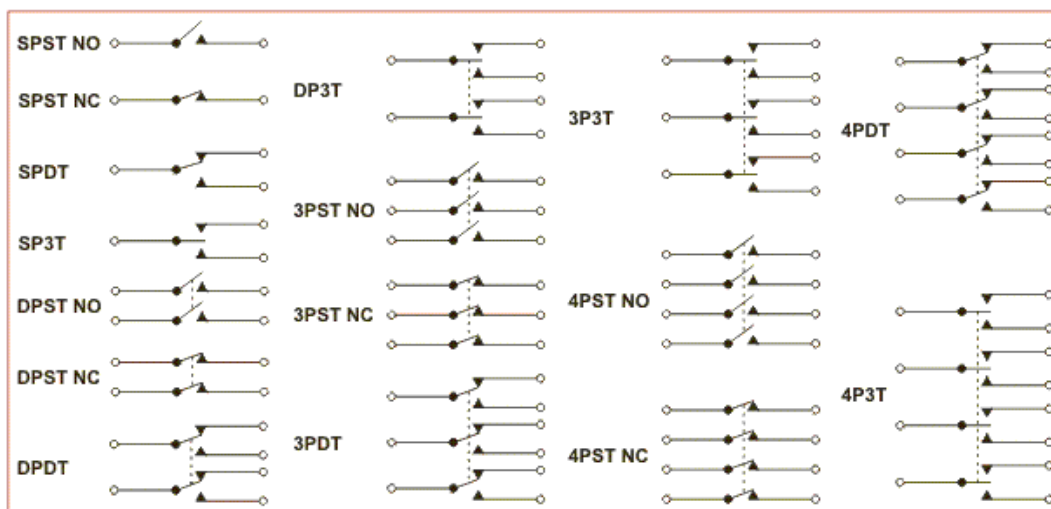 SPST NO
SPST NC
SPDT
SP3T
DPST NO
DPST NC
DPDT
DP3T
3PST NO
3PST NC
3PDT
3P3T
4PST NO
4PST NC
4PDT
4P3T